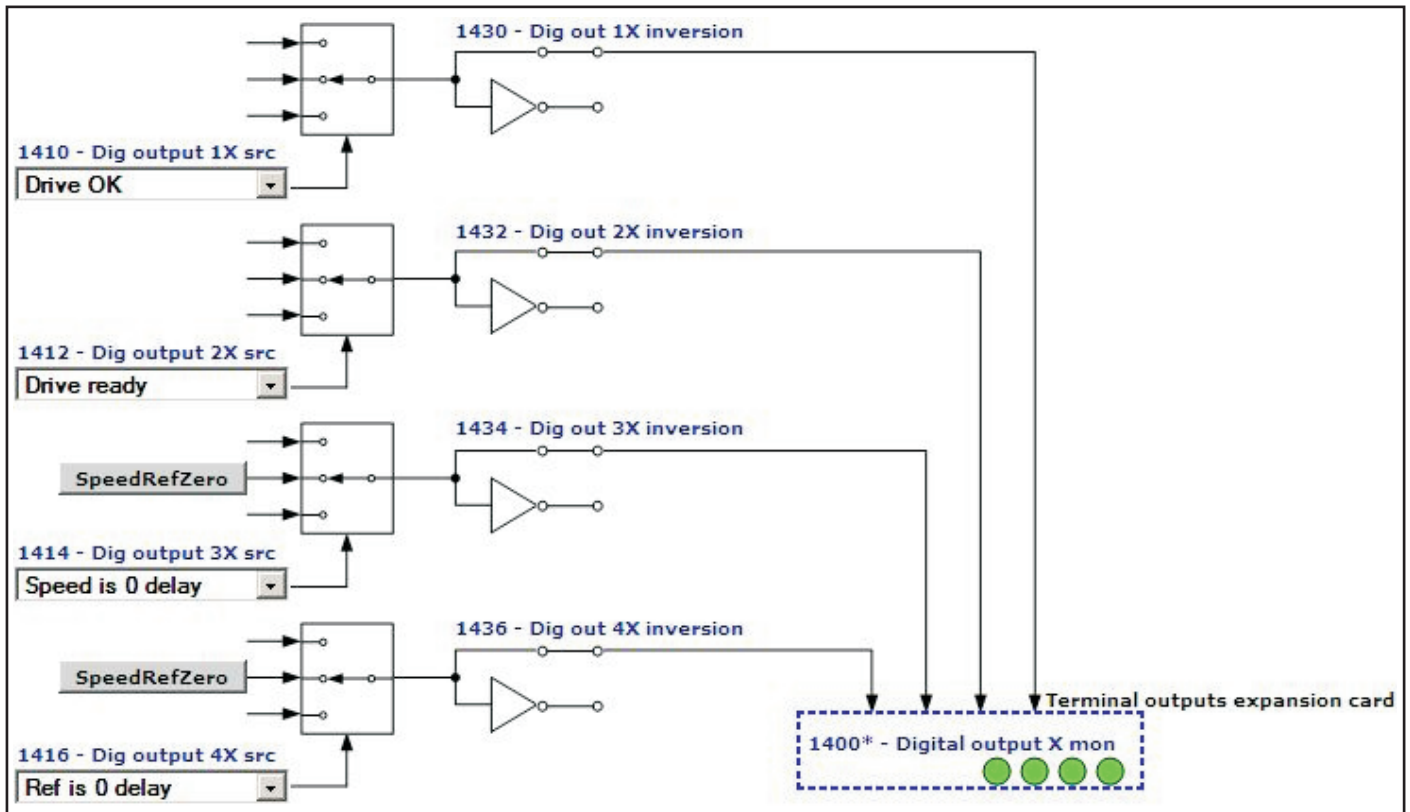 1430 - Dig out 1X inversion
1410 - Dig output 1X src
Drive OK
1432 - Dig out 2X inversion
1412 - Dig output 2X src
Drive ready
1434 - Dig out 3X inversion
SpeedRefZero
1414 - Dig output 3X src
Speed is 0 delay
1436 - Dig out 4X inversion
SpeedRefZero
Terminal outputs expansion card
1400* - Digital output X mon
1416 - Dig output 4X src
Ref is 0 delay